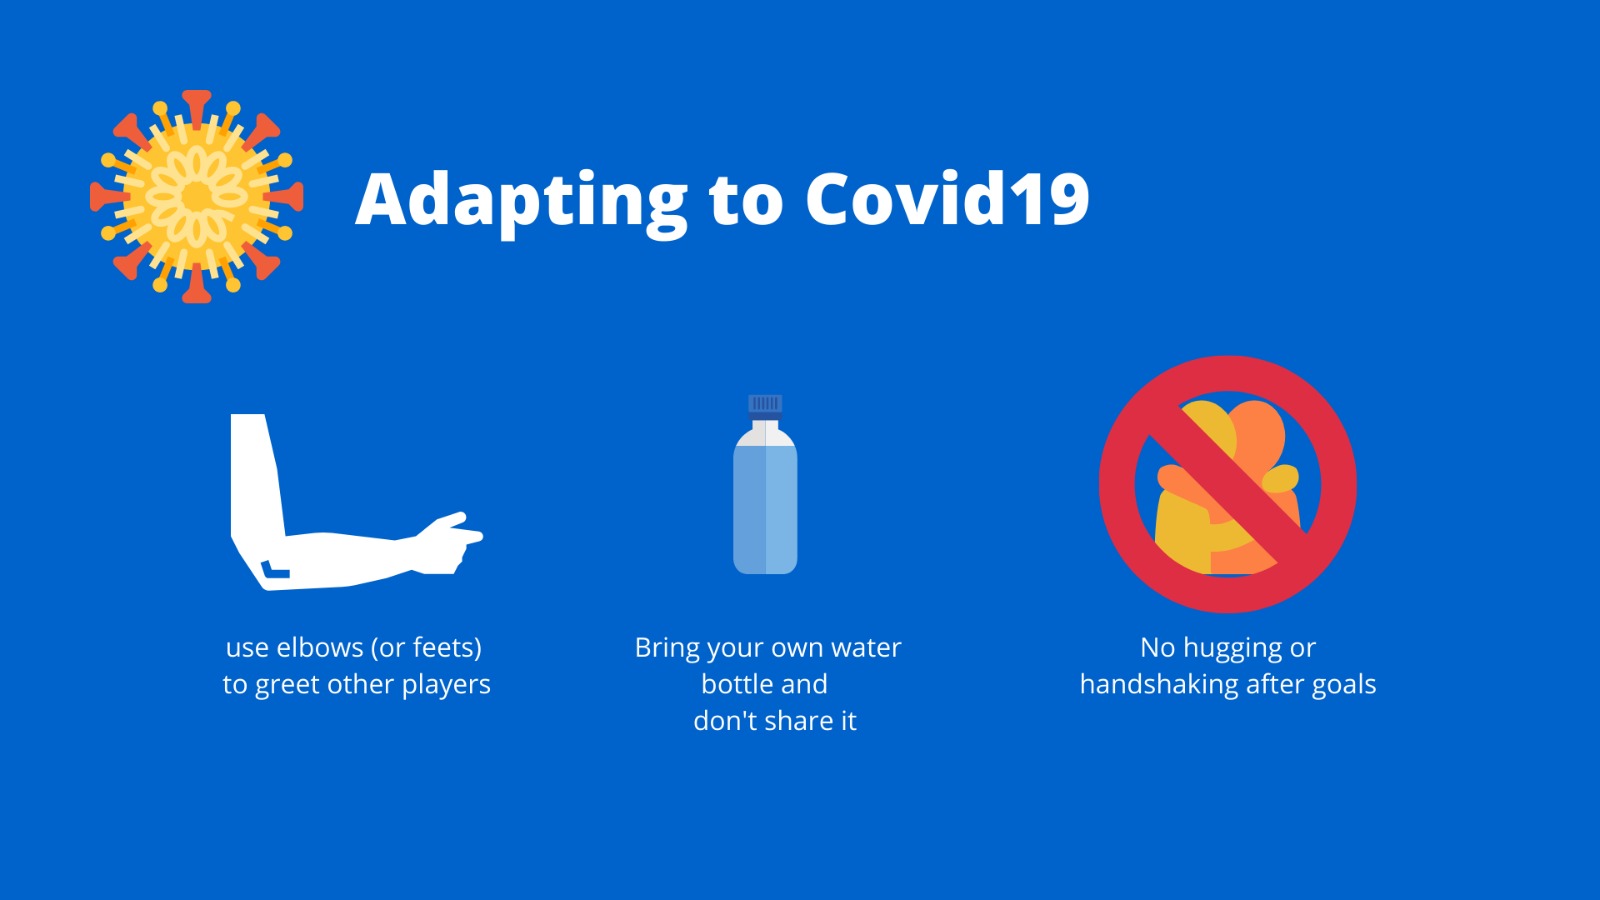 Adapting to Covid19
use elbows (or feets)
to greet other players
Bring your own water
bottle and
don't share it
No hugging or
handshaking after goals